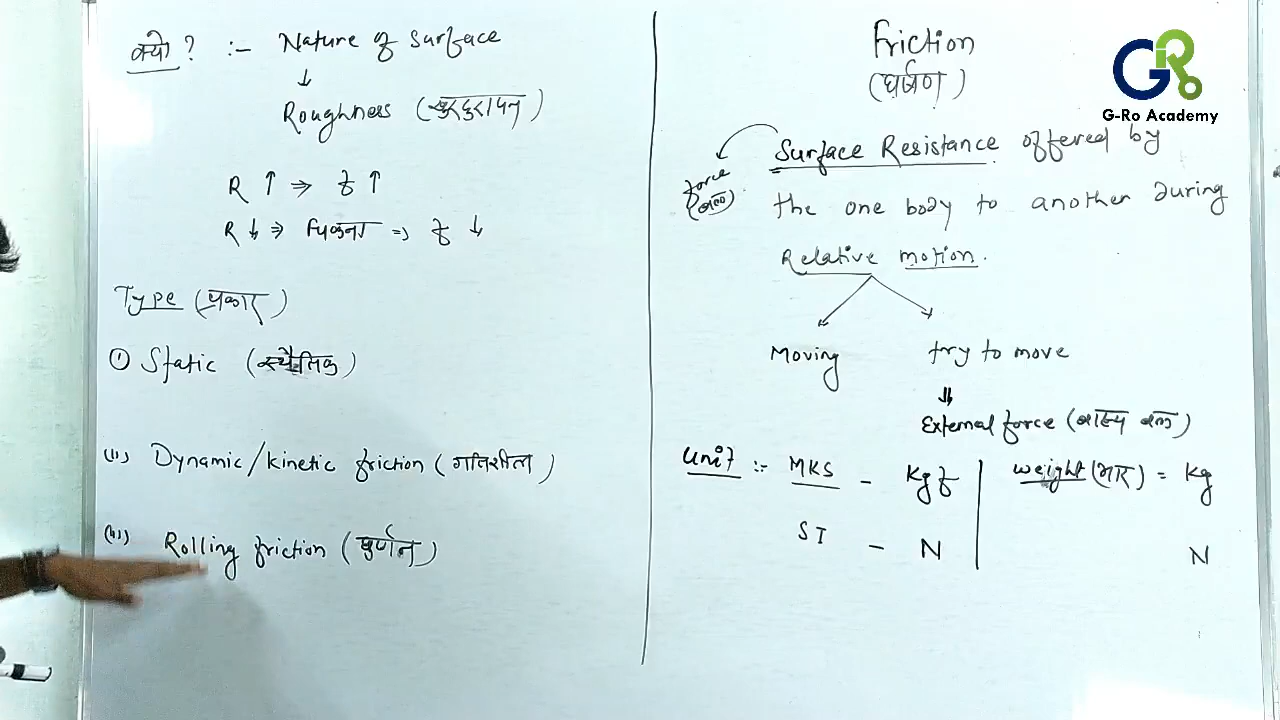 क्यो ? :- Nature of Surface
↓
Roughness (खुरदुरापन)
R ↑ ⇒ f ↑
R ↓ ⇒ चिकना ⇒ f ↓
Type (प्रकार)
(i) Static (स्थैतिक)
(ii) Dynamic/kinetic friction (गतिशील)
(iii) Rolling friction (घुर्णन)
Friction
(घर्षण)
GR
G-Ro Academy
Surface Resistance offered by
force
(बल)
the one body to another during
Relative motion.
Moving try to move
⇓
External force (बाह्य बल)
Unit :- MKS - Kgf
SI - N
weight (भार) = Kg
N